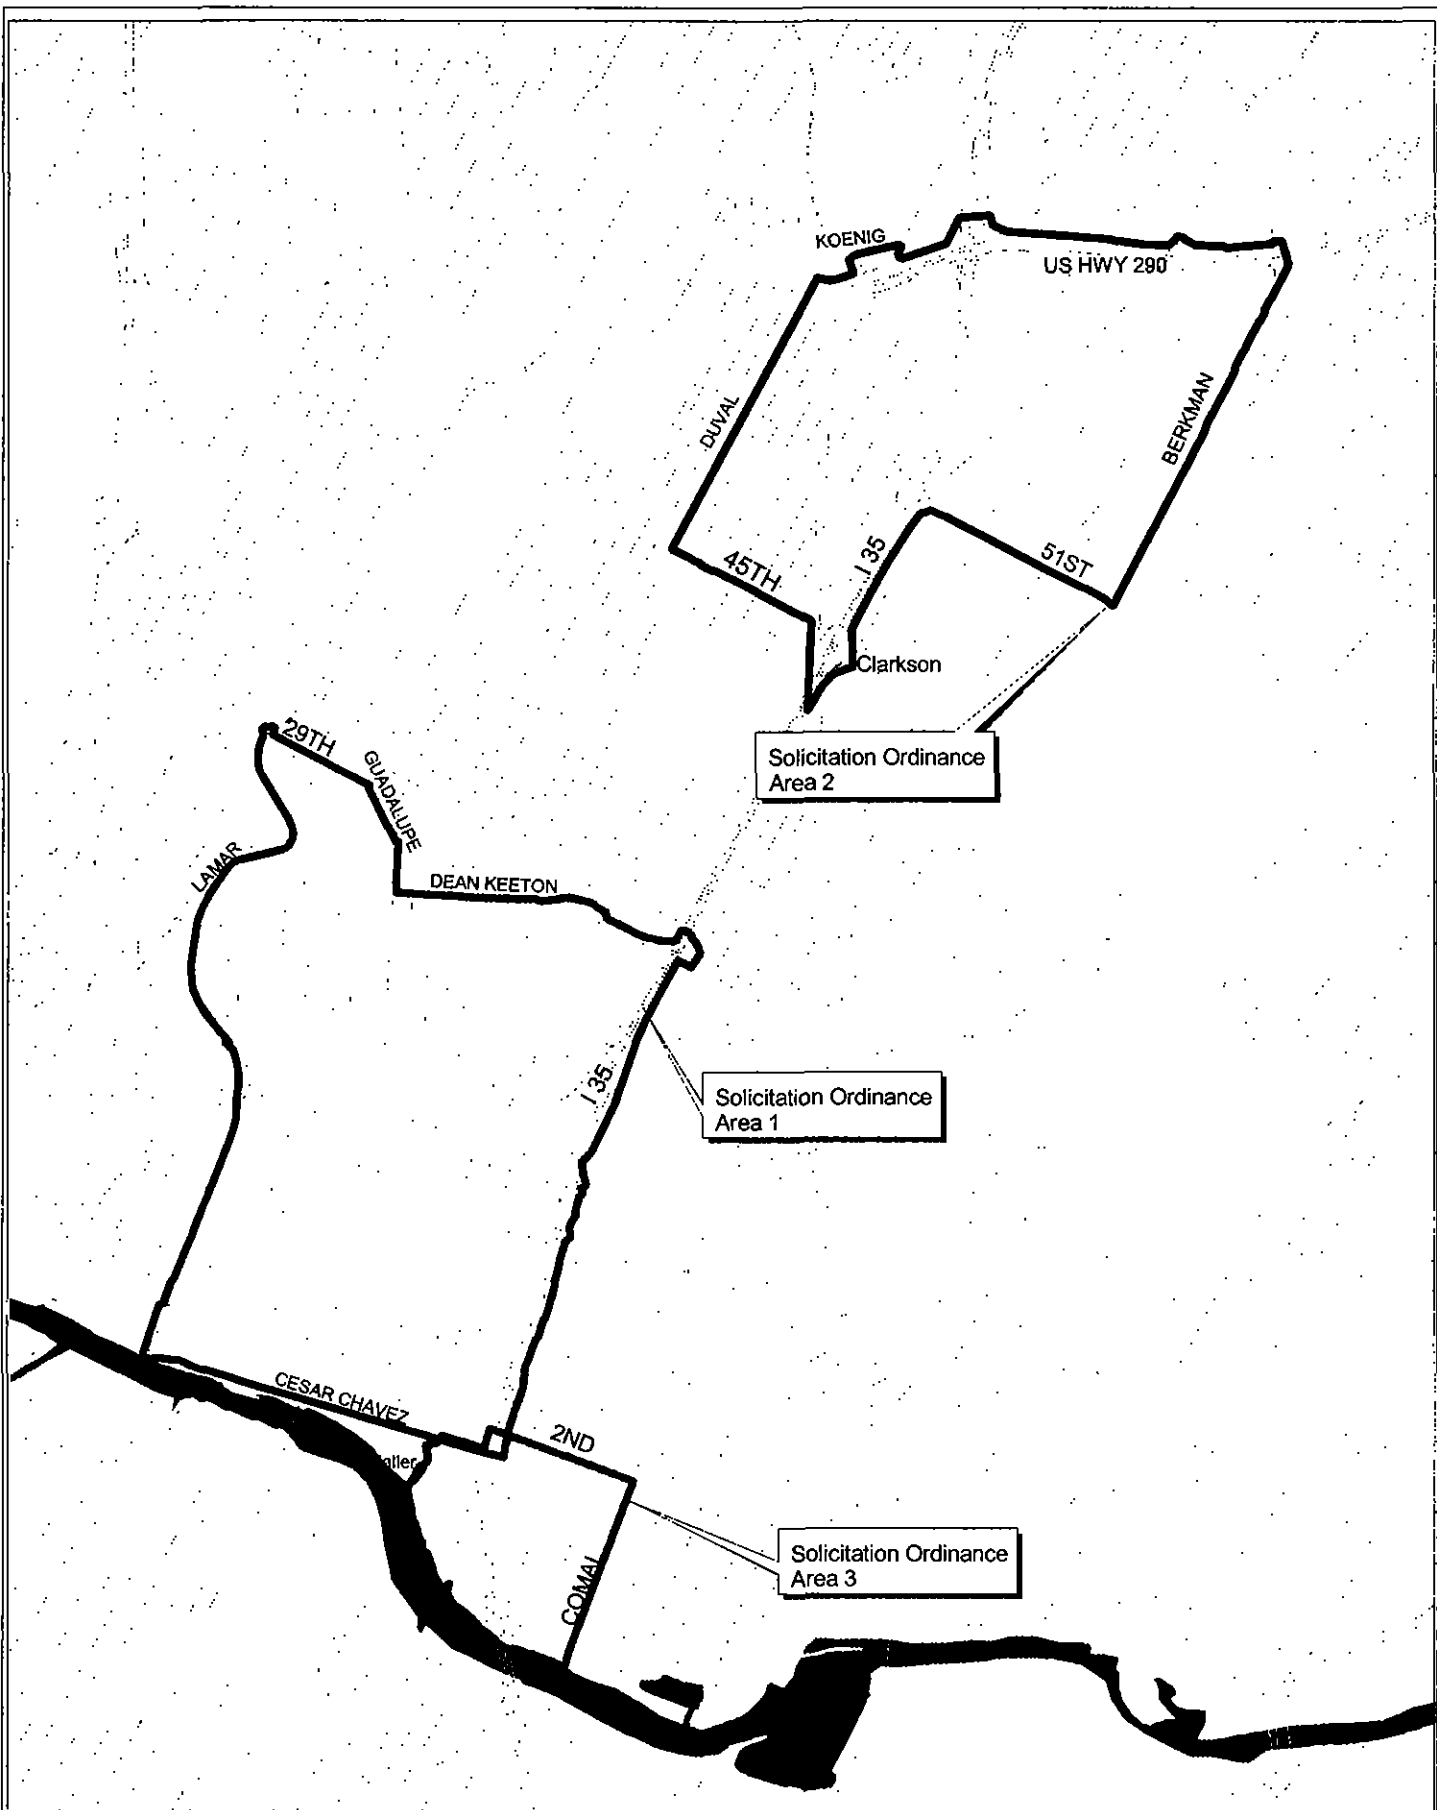 KOENIG
US HWY 290
DUVAL
BERKMAN
45TH
I 35
51ST
Clarkson
Solicitation Ordinance
Area 2
29TH
GUADALUPE
LAMAR
DEAN KEETON
I 35
Solicitation Ordinance
Area 1
CESAR CHAVEZ
2ND
COMAL
Solicitation Ordinance
Area 3